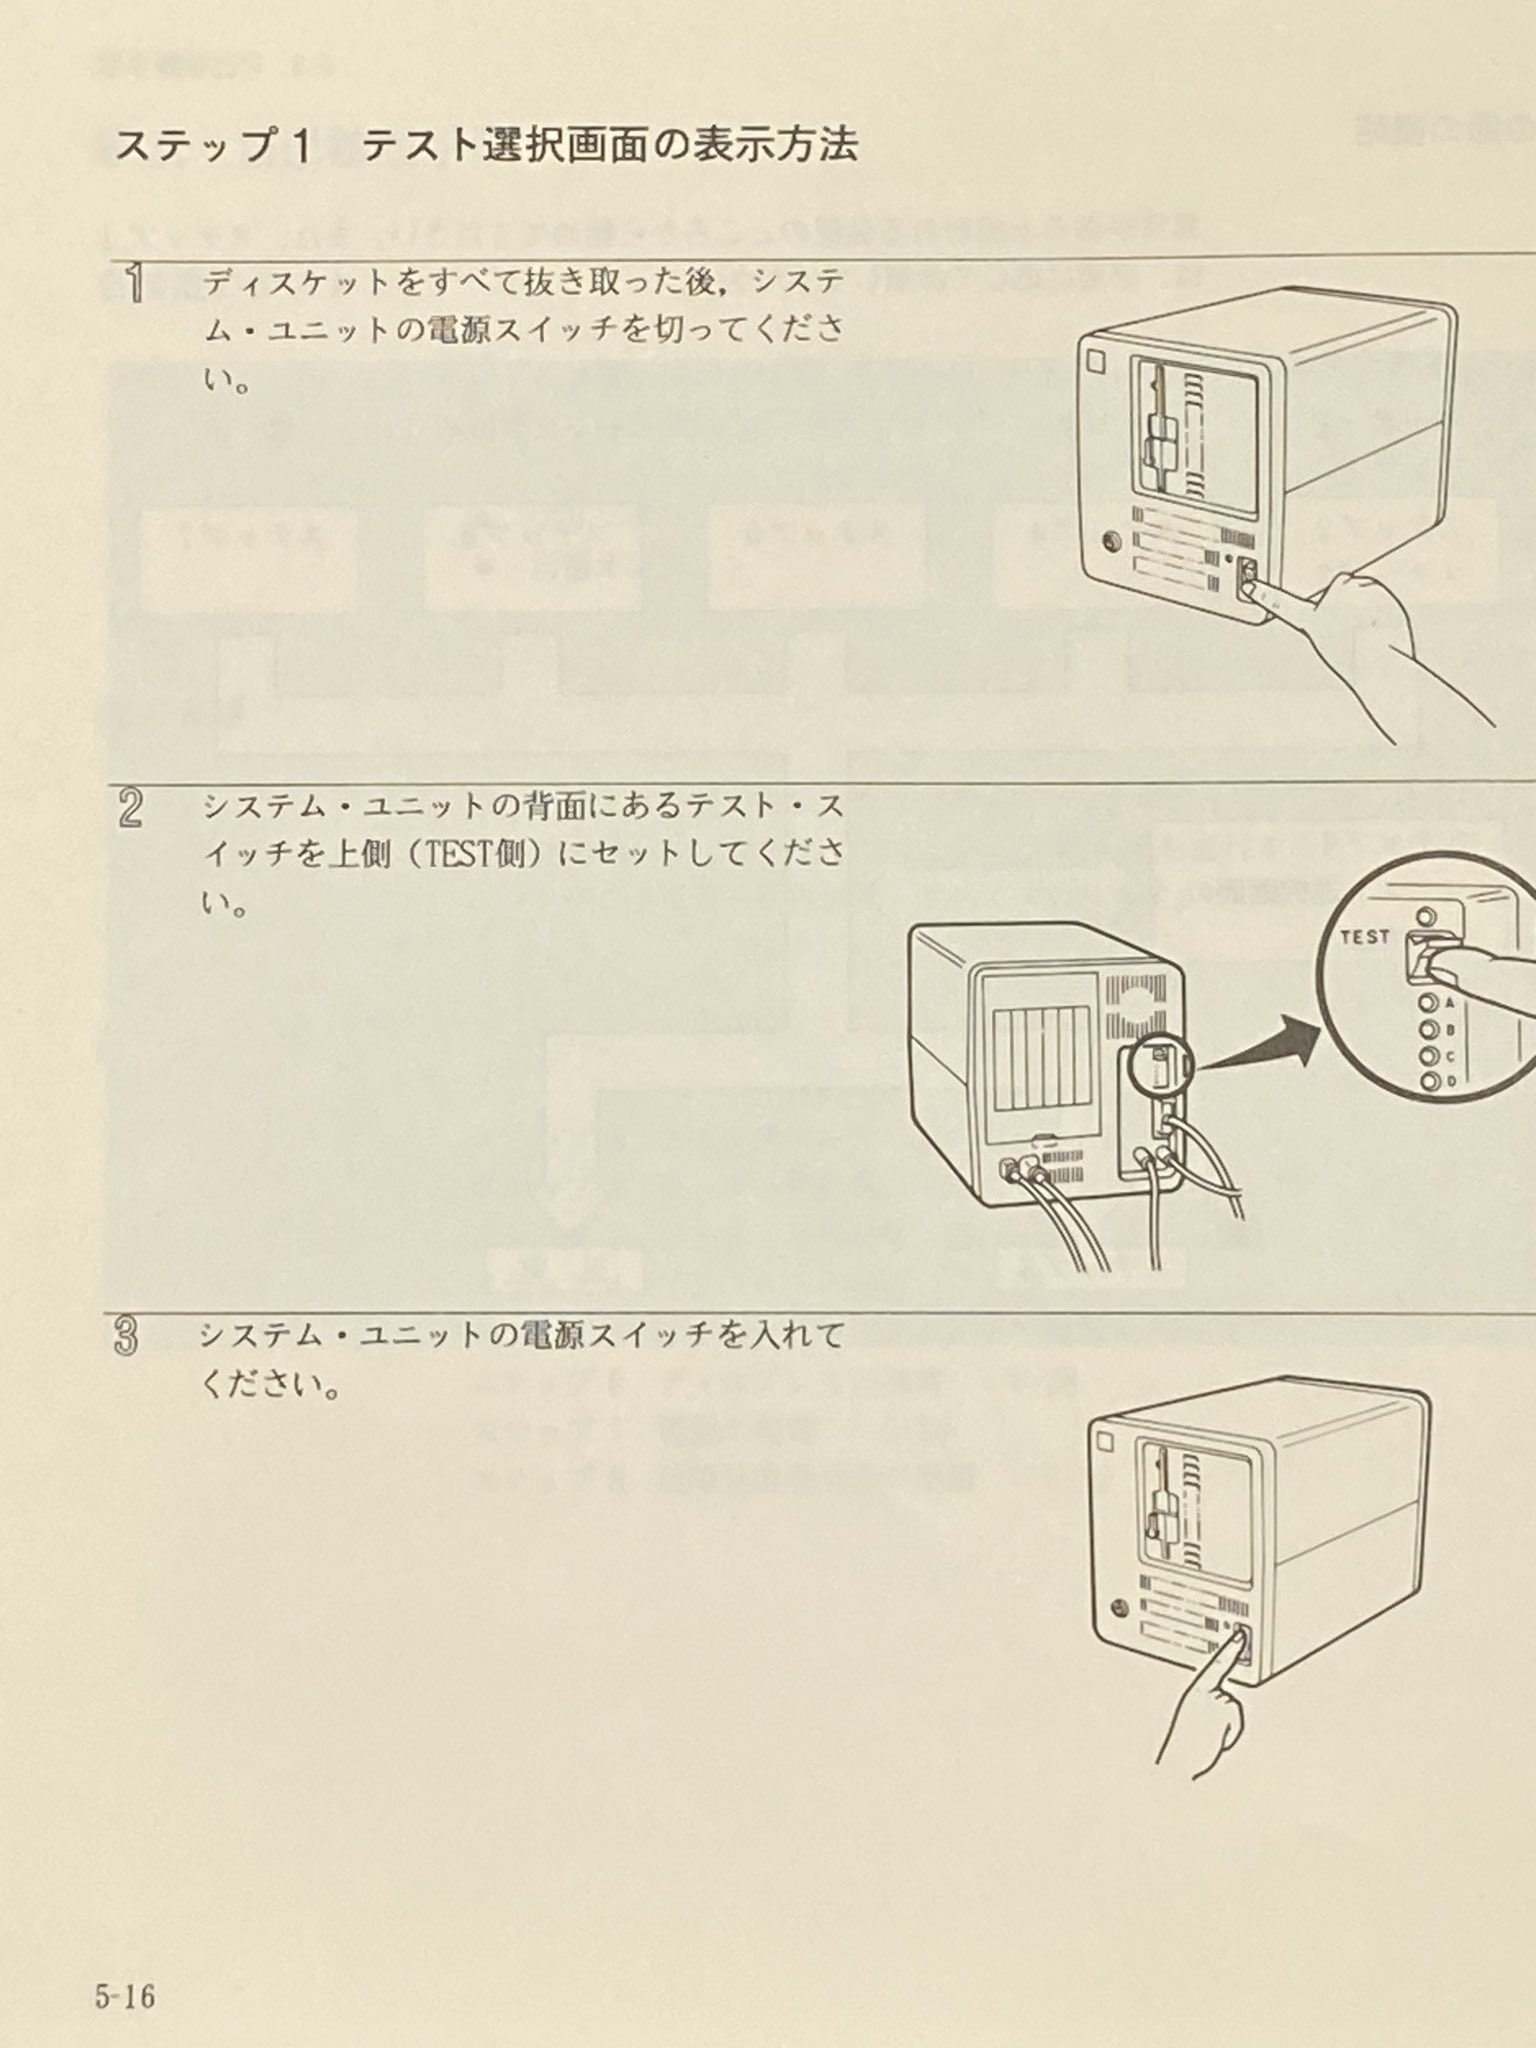 ステップ1　テスト選択画面の表示方法
1　ディスケットをすべて抜き取った後，システ
ム・ユニットの電源スイッチを切ってくださ
い。
2　システム・ユニットの背面にあるテスト・ス
イッチを上側（TEST側）にセットしてくださ
い。
TEST
A
B
C
D
3　システム・ユニットの電源スイッチを入れて
ください。
5-16